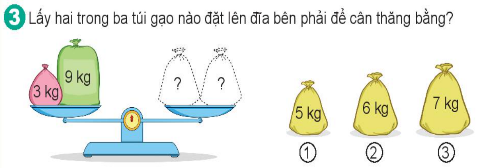 3 Lấy hai trong ba túi gạo nào đặt lên đĩa bên phải để cân thăng bằng?
3 kg 9 kg ? ?
5 kg 6 kg 7 kg
1 2 3